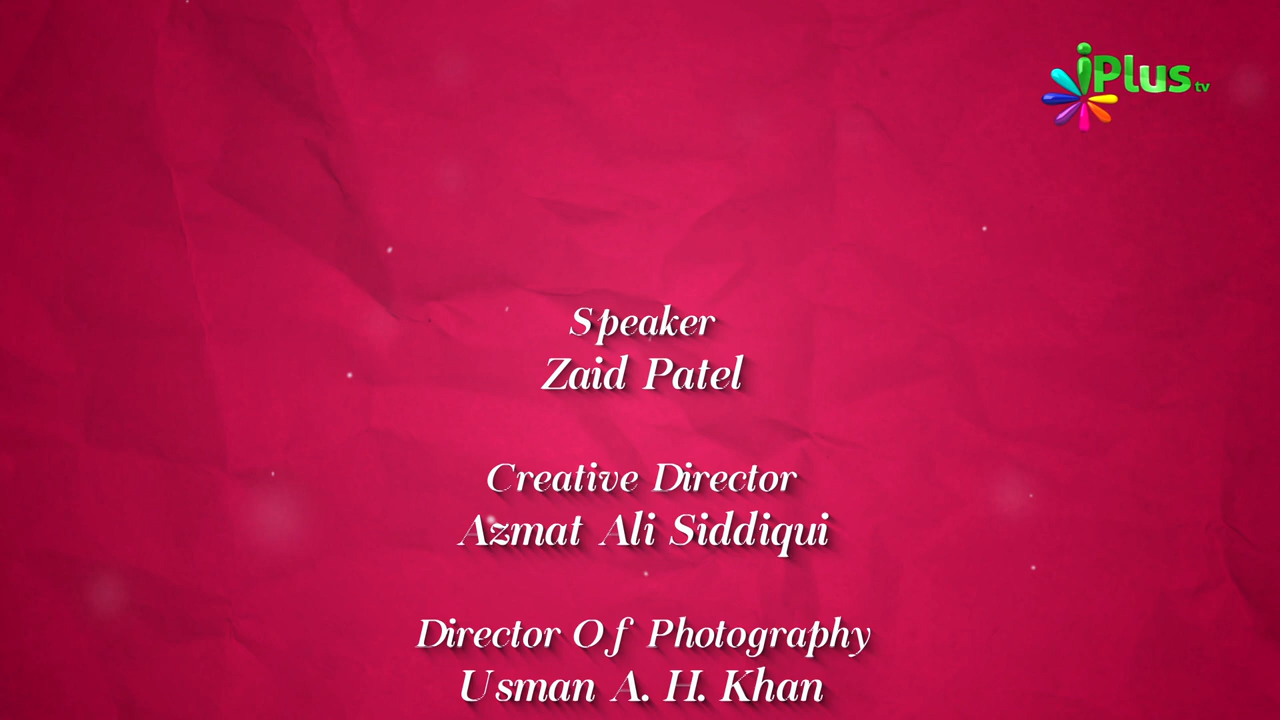 iPlus tv
Speaker
Zaid Patel
Creative Director
Azmat Ali Siddiqui
Director Of Photography
Usman A. H. Khan